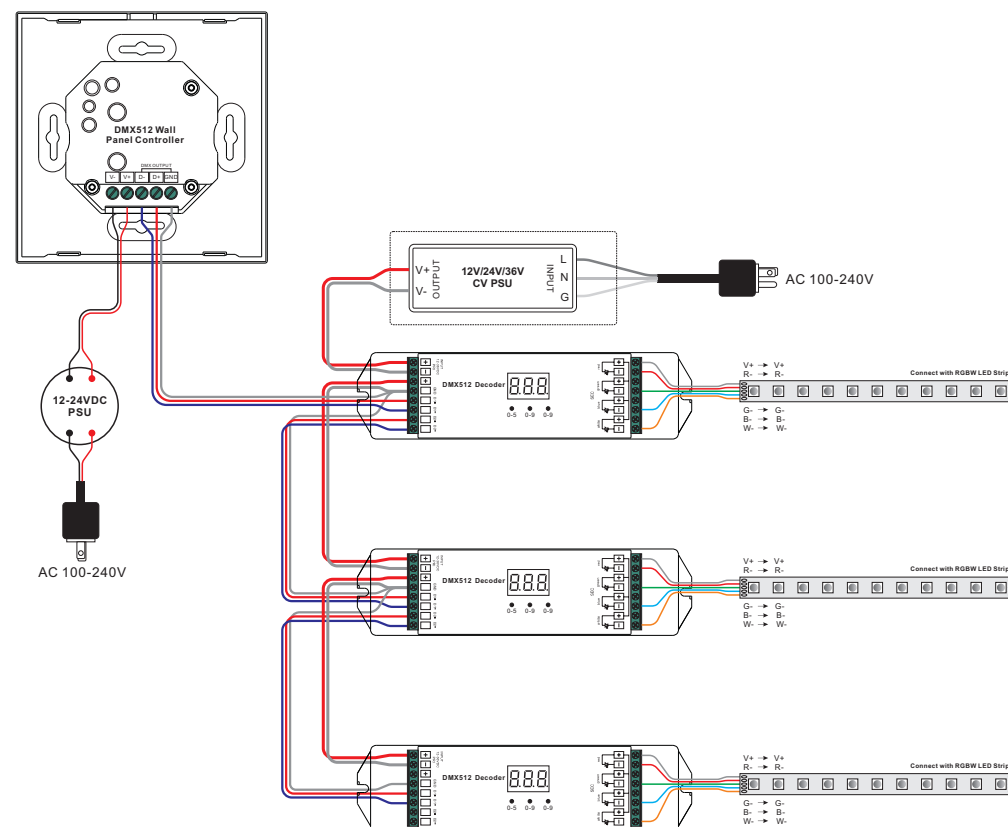 DMX512 Wall
Panel Controller
DMX OUTPUT
V- V+ D- D+ GND
12-24VDC
PSU
AC 100-240V
V+
V-
OUTPUT
12V/24V/36V
CV PSU
INPUT
L
N
G
AC 100-240V
DMX512 Decoder
0-5 0-9 0-9
V+ → V+
R- → R-
G- → G-
B- → B-
W- → W-
Connect with RGBW LED Strip
DMX512 Decoder
0-5 0-9 0-9
V+ → V+
R- → R-
G- → G-
B- → B-
W- → W-
Connect with RGBW LED Strip
DMX512 Decoder
0-5 0-9 0-9
V+ → V+
R- → R-
G- → G-
B- → B-
W- → W-
Connect with RGBW LED Strip